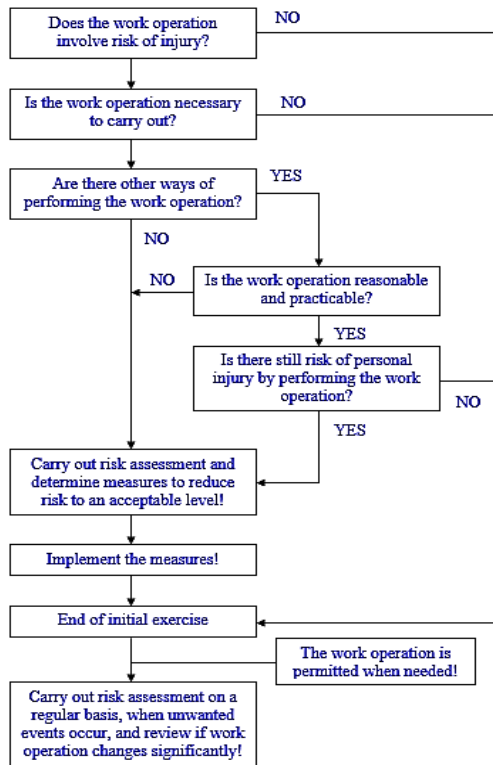 Does the work operation
involve risk of injury?
NO
Is the work operation necessary
to carry out?
NO
Are there other ways of
performing the work operation?
YES
NO
Is the work operation reasonable
and practicable?
NO
YES
Is there still risk of personal
injury by performing the work
operation?
NO
YES
Carry out risk assessment and
determine measures to reduce
risk to an acceptable level!
Implement the measures!
End of initial exercise
The work operation is
permitted when needed!
Carry out risk assessment on a
regular basis, when unwanted
events occur, and review if work
operation changes significantly!